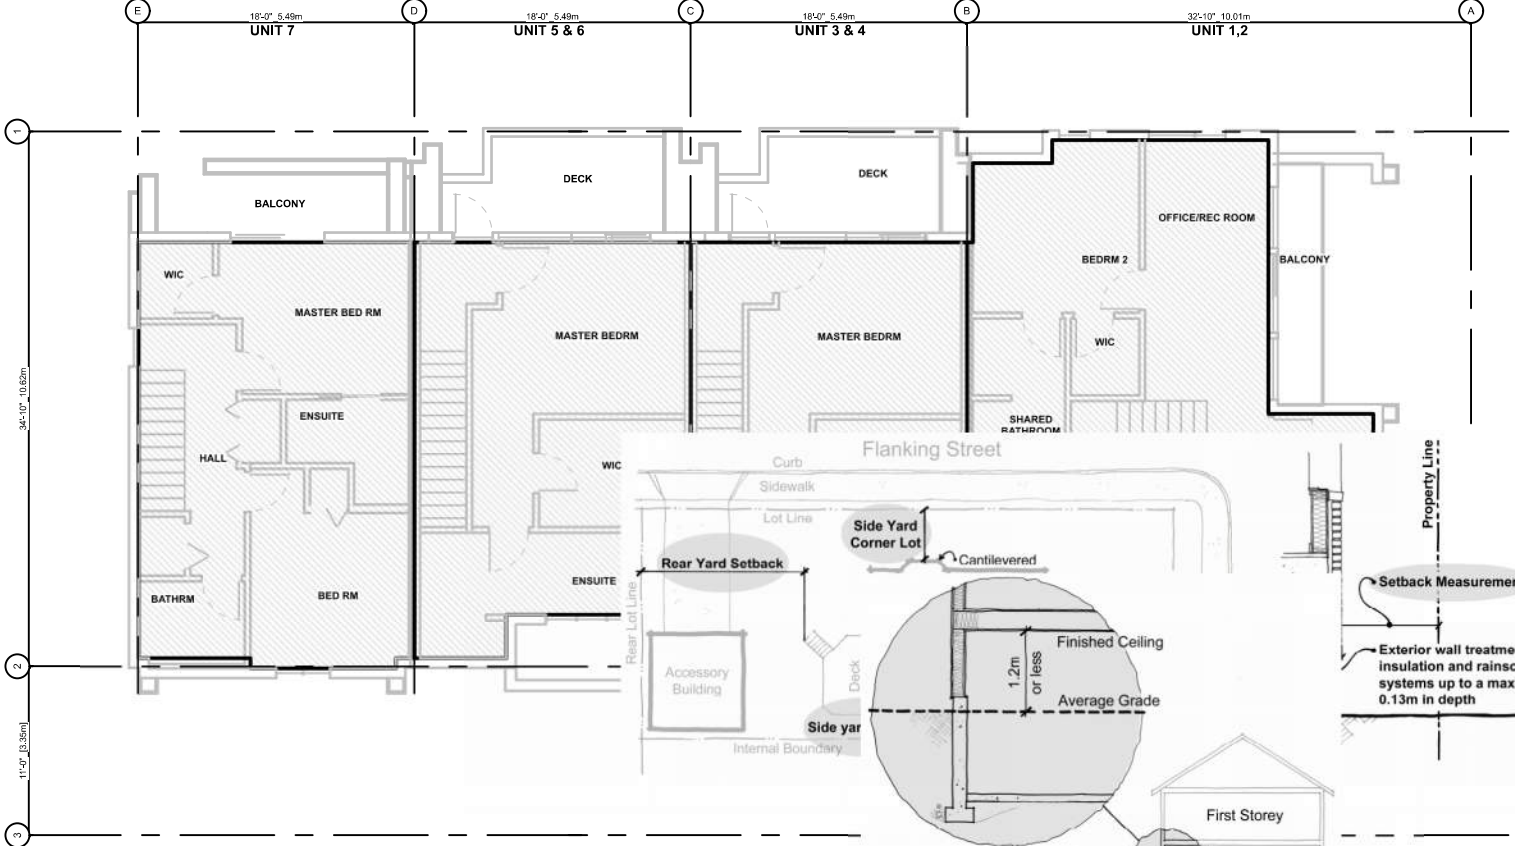 E
D
C
B
A
18'-0" 5.49m
18'-0" 5.49m
18'-0" 5.49m
32'-10" 10.01m
UNIT 7
UNIT 5 & 6
UNIT 3 & 4
UNIT 1,2
1
DECK
DECK
BALCONY
OFFICE/REC ROOM
WIC
BEDRM 2
BALCONY
MASTER BED RM
MASTER BEDRM
MASTER BEDRM
WIC
34'-10" 10.62m
ENSUITE
SHARED
BATHROOM
HALL
WIC
Flanking Street
Curb
Sidewalk
Lot Line
Side Yard
Corner Lot
Property Line
Rear Yard Setback
Cantilevered
ENSUITE
BATHRM
BED RM
Rear Lot Line
Setback Measureme
Finished Ceiling
1.2m
or less
Exterior wall treatme
insulation and rainsc
systems up to a max
0.13m in depth
2
Accessory
Building
Deck
Average Grade
Side yar
Internal Boundary
11'-0" [3.35m]
First Storey
3